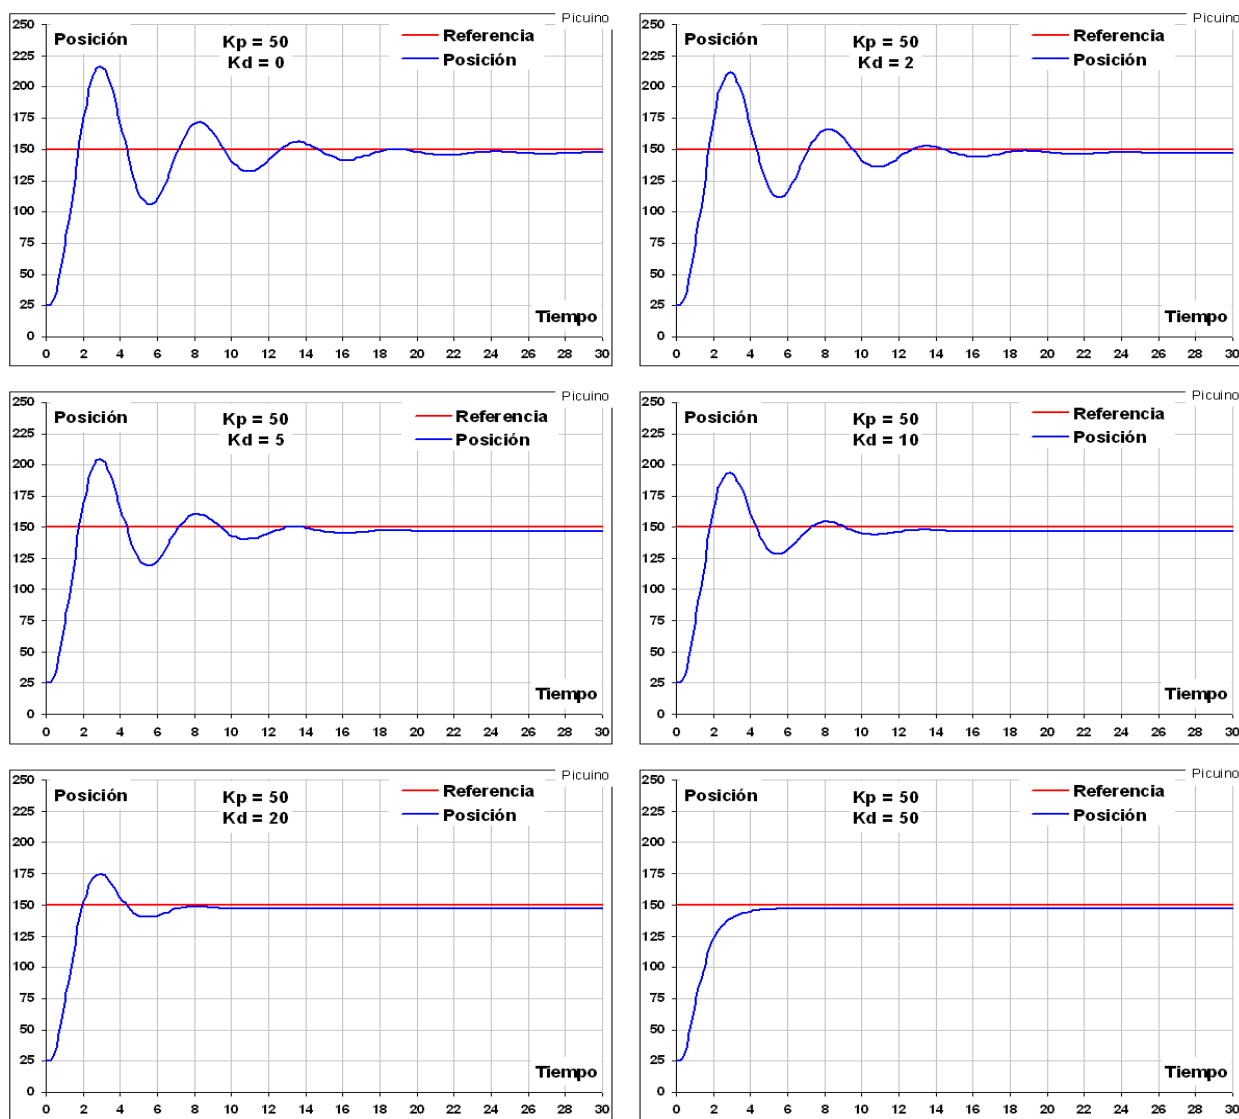 Picuino
250
225
200
175
150
125
100
75
50
25
0
Posición
Kp = 50
Kd = 0
Referencia
Posición
Tiempo
0 2 4 6 8 10 12 14 16 18 20 22 24 26 28 30
Picuino
250
225
200
175
150
125
100
75
50
25
0
Posición
Kp = 50
Kd = 2
Referencia
Posición
Tiempo
0 2 4 6 8 10 12 14 16 18 20 22 24 26 28 30
Picuino
250
225
200
175
150
125
100
75
50
25
0
Posición
Kp = 50
Kd = 5
Referencia
Posición
Tiempo
0 2 4 6 8 10 12 14 16 18 20 22 24 26 28 30
Picuino
250
225
200
175
150
125
100
75
50
25
0
Posición
Kp = 50
Kd = 10
Referencia
Posición
Tiempo
0 2 4 6 8 10 12 14 16 18 20 22 24 26 28 30
Picuino
250
225
200
175
150
125
100
75
50
25
0
Posición
Kp = 50
Kd = 20
Referencia
Posición
Tiempo
0 2 4 6 8 10 12 14 16 18 20 22 24 26 28 30
Picuino
250
225
200
175
150
125
100
75
50
25
0
Posición
Kp = 50
Kd = 50
Referencia
Posición
Tiempo
0 2 4 6 8 10 12 14 16 18 20 22 24 26 28 30